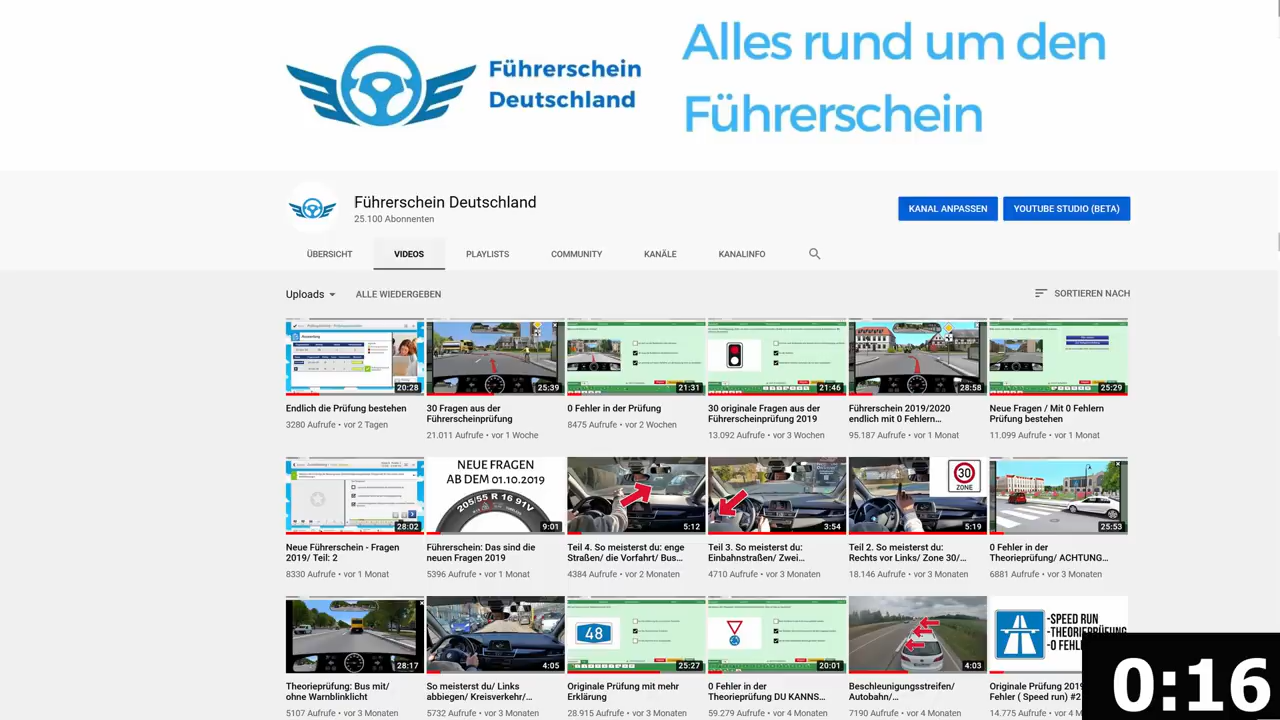 Führerschein
Deutschland
Alles rund um den
Führerschein
Führerschein Deutschland
25.100 Abonnenten
KANAL ANPASSEN
YOUTUBE STUDIO (BETA)
ÜBERSICHT
VIDEOS
PLAYLISTS
COMMUNITY
KANÄLE
KANALINFO
Uploads
ALLE WIEDERGEBEN
SORTIEREN NACH
20:28
25:39
21:31
21:46
28:58
25:29
Endlich die Prüfung bestehen
3280 Aufrufe • vor 2 Tagen
30 Fragen aus der
Führerscheinprüfung
21.011 Aufrufe • vor 1 Woche
0 Fehler in der Prüfung
8475 Aufrufe • vor 2 Wochen
30 originale Fragen aus der
Führerscheinprüfung 2019
13.092 Aufrufe • vor 3 Wochen
Führerschein 2019/2020
endlich mit 0 Fehlern...
95.187 Aufrufe • vor 1 Monat
Neue Fragen / Mit 0 Fehlern
Prüfung bestehen
11.099 Aufrufe • vor 1 Monat
28:02
NEUE FRAGEN
AB DEM 01.10.2019
205/55 R 16 91V
9:01
5:12
3:54
30
ZONE
5:19
25:53
Neue Führerschein - Fragen
2019/ Teil: 2
8330 Aufrufe • vor 1 Monat
Führerschein: Das sind die
neuen Fragen 2019
5396 Aufrufe • vor 1 Monat
Teil 4. So meisterst du: enge
Straßen/ die Vorfahrt/ Bus...
4384 Aufrufe • vor 2 Monaten
Teil 3. So meisterst du:
Einbahnstraßen/ Zwei...
4710 Aufrufe • vor 3 Monaten
Teil 2. So meisterst du:
Rechts vor Links/ Zone 30/...
18.146 Aufrufe • vor 3 Monaten
0 Fehler in der
Theorieprüfung/ ACHTUNG...
6881 Aufrufe • vor 3 Monaten
28:17
4:05
48
25:27
20:01
4:03
-SPEED RUN
-THEORIEPRÜFUNG
-0 FEHLE
Theorieprüfung: Bus mit/
ohne Warnblinklicht
5107 Aufrufe • vor 3 Monaten
So meisterst du/ Links
abbiegen/ Kreisverkehr/...
5732 Aufrufe • vor 3 Monaten
Originale Prüfung mit mehr
Erklärung
28.915 Aufrufe • vor 3 Monaten
0 Fehler in der
Theorieprüfung DU KANNS...
59.279 Aufrufe • vor 4 Monaten
Beschleunigungsstreifen/
Autobahn/...
7190 Aufrufe • vor 4 Monaten
Originale Prüfung 2019
Fehler ( Speed run) #2
14.775 Aufrufe • vor 4 M
0:16